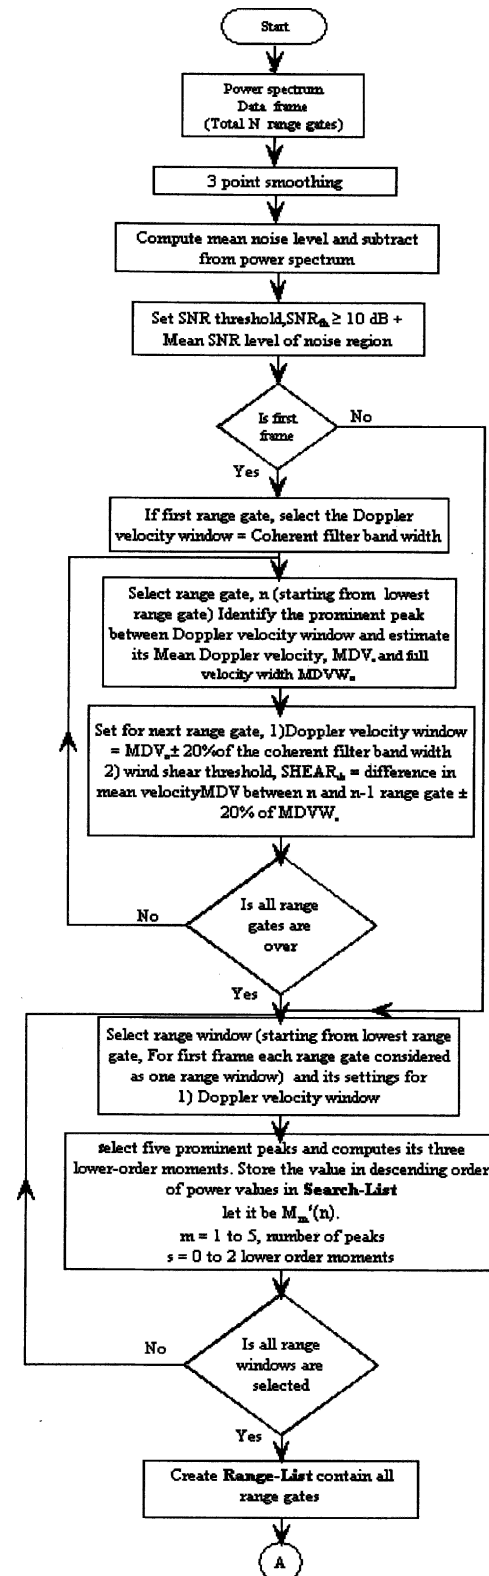 Start
Power spectrum
Data frame
(Total N range gates)
3 point smoothing
Compute mean noise level and subtract
from power spectrum
Set SNR threshold,SNRth ≥ 10 dB +
Mean SNR level of noise region
Is first
frame
No
Yes
If first range gate, select the Doppler
velocity window = Coherent filter band width
Select range gate, n (starting from lowest
range gate) Identify the prominent peak
between Doppler velocity window and estimate
its Mean Doppler velocity, MDVn and full
velocity width MDVWn
Set for next range gate, 1)Doppler velocity window
= MDVn ± 20%of the coherent filter band width
2) wind shear threshold, SHEARth = difference in
mean velocityMDV between n and n-1 range gate ±
20% of MDVWn
Is all range
gates are
over
No
Yes
Select range window (starting from lowest range
gate, For first frame each range gate considered
as one range window) and its settings for
1) Doppler velocity window
select five prominent peaks and computes its three
lower-order moments. Store the value in descending order
of power values in Search-List
let it be Mmˢ(n).
m = 1 to 5, number of peaks
s = 0 to 2 lower order moments
Is all range
windows are
selected
No
Yes
Create Range-List contain all
range gates
A